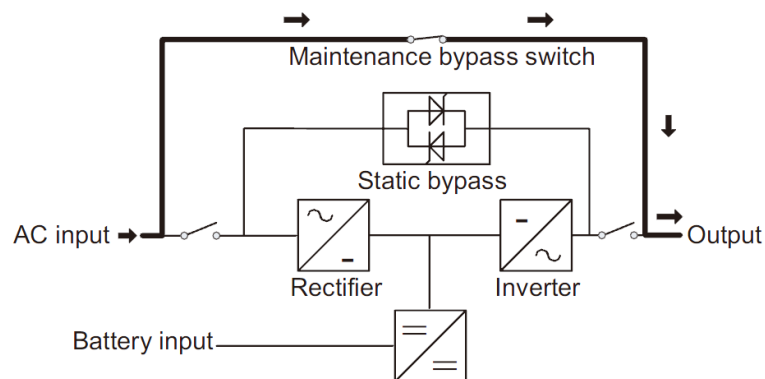 Maintenance bypass switch
Static bypass
AC input
Output
Rectifier
Inverter
Battery input